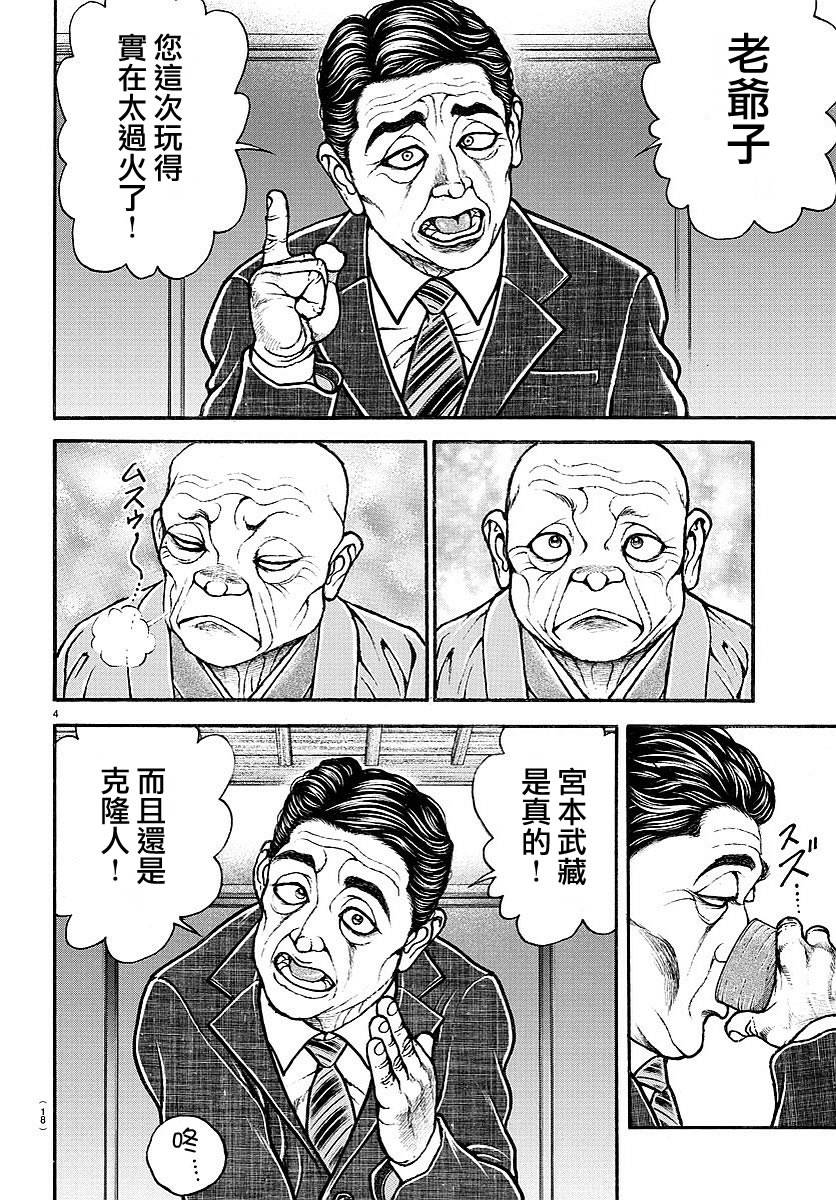 老爺子
您這次玩得
實在太過火了！
ムスゥ〜
ズズ…
宮本武藏
是真的！
而且還是
克隆人！
咚……
4
(18)